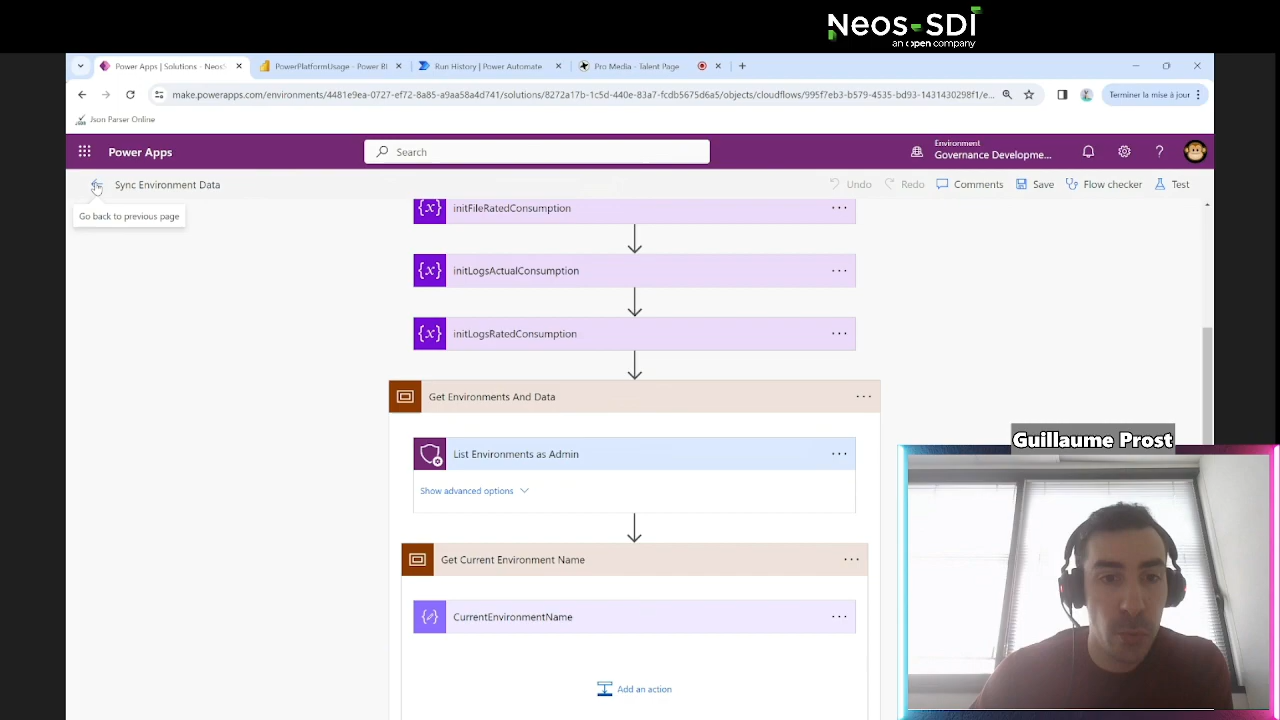 Neos-SDI
an open company
Power Apps | Solutions - Neos
PowerPlatformUsage - Power BI
Run History | Power Automate
Pro Media - Talent Page
make.powerapps.com/environments/4481e9ea-0727-ef72-8a85-a9aa58a4d741/solutions/8272a17b-1c5d-440e-83a7-fcdb5675d6a5/objects/cloudflows/995f7eb3-b579-4535-bd93-1431430298f1/e...
Terminer la mise à jour
Json Parser Online
Power Apps
Search
Environment
Governance Developme...
Sync Environment Data
Undo
Redo
Comments
Save
Flow checker
Test
Go back to previous page
initFileRatedConsumption
initLogsActualConsumption
initLogsRatedConsumption
Get Environments And Data
List Environments as Admin
Show advanced options
Get Current Environment Name
CurrentEnvironmentName
Add an action
Guillaume Prost